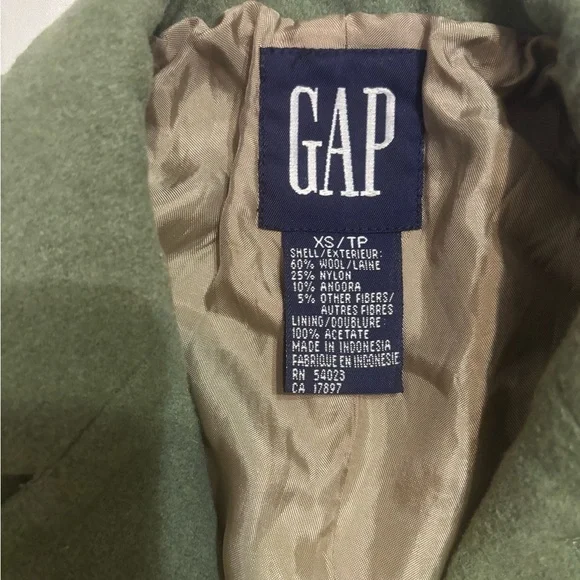 GAP
XS/TP
SHELL/EXTERIEUR:
60% WOOL/LAINE
25% NYLON
10% ANGORA
5% OTHER FIBERS/
AUTRES FIBRES
LINING/DOUBLURE:
100% ACETATE
MADE IN INDONESIA
FABRIQUE EN INDONESIE
RN 54023
CA 17897